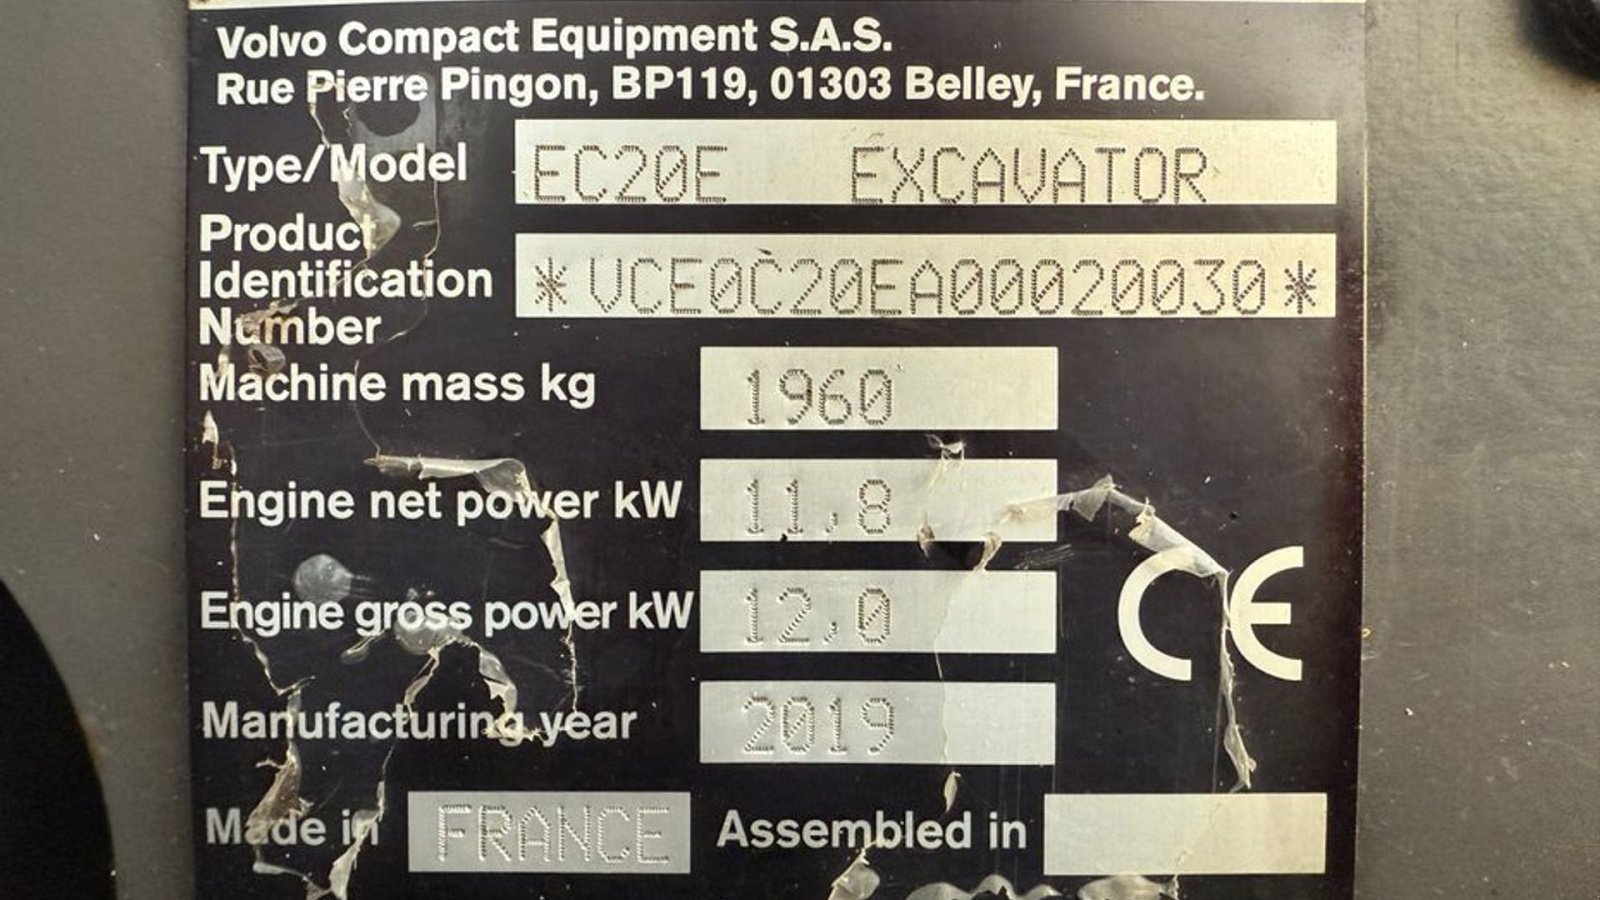 Volvo Compact Equipment S.A.S.
Rue Pierre Pingon, BP119, 01303 Belley, France.
Type/Model EC20E EXCAVATOR
Product
Identification *VCE0C20EA00020030*
Number
Machine mass kg 1960
Engine net power kW 11,8
Engine gross power kW 12,0
Manufacturing year 2019
Made in FRANCE Assembled in
CE